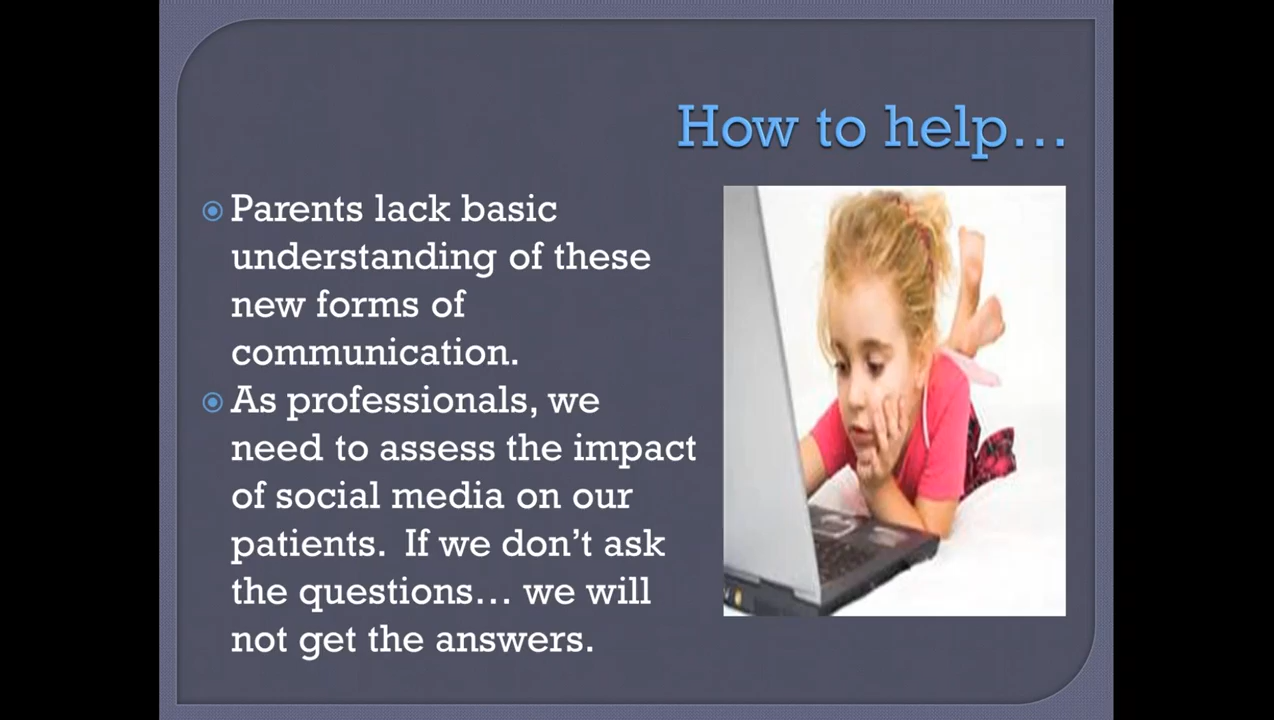 How to help...
Parents lack basic
understanding of these
new forms of
communication.
As professionals, we
need to assess the impact
of social media on our
patients.  If we don't ask
the questions... we will
not get the answers.